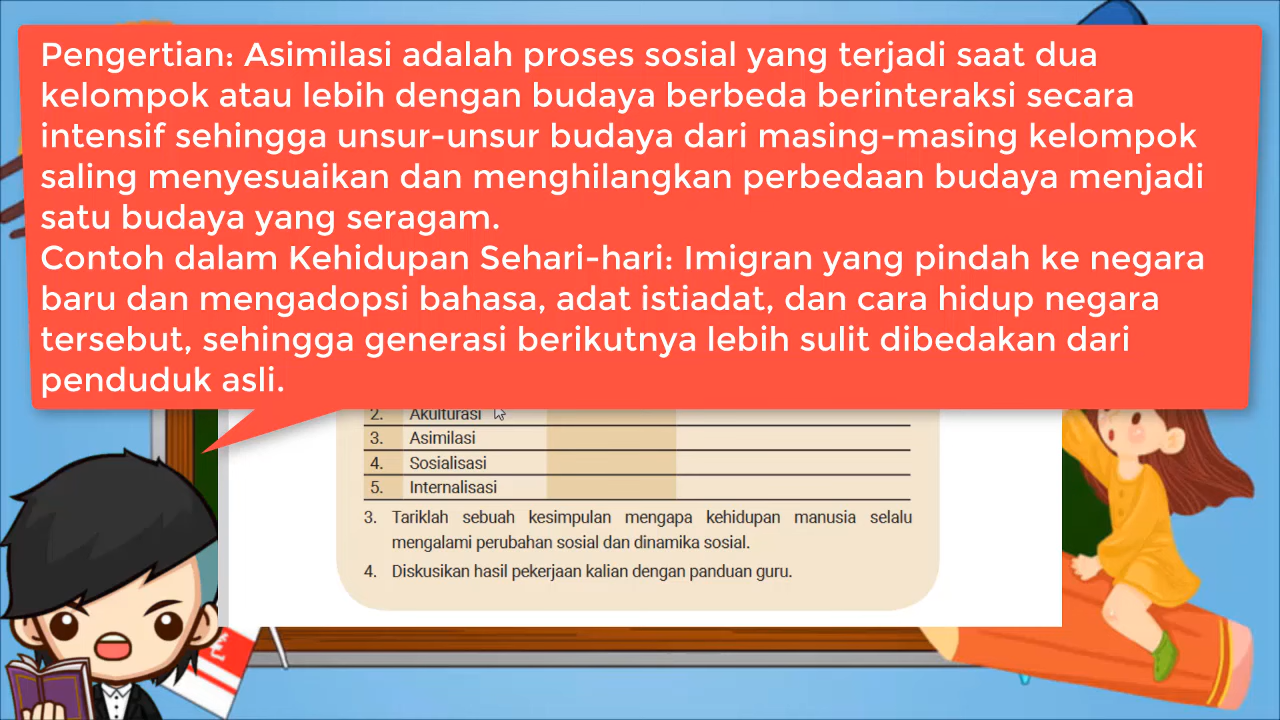 Pengertian: Asimilasi adalah proses sosial yang terjadi saat dua
kelompok atau lebih dengan budaya berbeda berinteraksi secara
intensif sehingga unsur-unsur budaya dari masing-masing kelompok
saling menyesuaikan dan menghilangkan perbedaan budaya menjadi
satu budaya yang seragam.
Contoh dalam Kehidupan Sehari-hari: Imigran yang pindah ke negara
baru dan mengadopsi bahasa, adat istiadat, dan cara hidup negara
tersebut, sehingga generasi berikutnya lebih sulit dibedakan dari
penduduk asli.
2. Akulturasi
3. Asimilasi
4. Sosialisasi
5. Internalisasi
3. Tariklah sebuah kesimpulan mengapa kehidupan manusia selalu
mengalami perubahan sosial dan dinamika sosial.
4. Diskusikan hasil pekerjaan kalian dengan panduan guru.